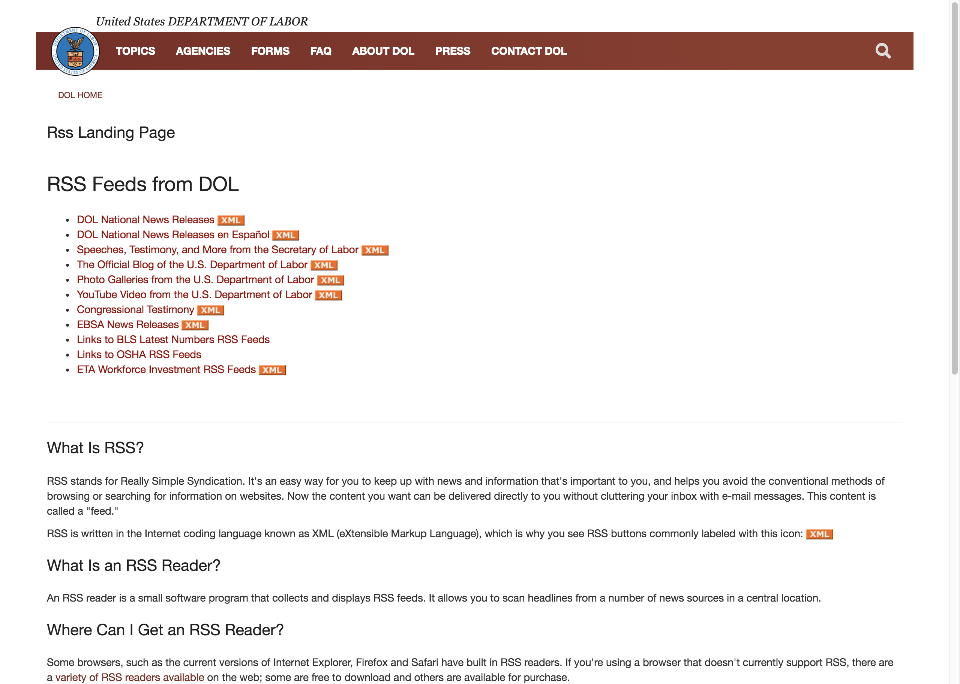 United States DEPARTMENT OF LABOR
TOPICS AGENCIES FORMS FAQ ABOUT DOL PRESS CONTACT DOL
DOL HOME
Rss Landing Page
RSS Feeds from DOL
DOL National News Releases XML
DOL National News Releases en Español XML
Speeches, Testimony, and More from the Secretary of Labor XML
The Official Blog of the U.S. Department of Labor XML
Photo Galleries from the U.S. Department of Labor XML
YouTube Video from the U.S. Department of Labor XML
Congressional Testimony XML
EBSA News Releases XML
Links to BLS Latest Numbers RSS Feeds
Links to OSHA RSS Feeds
ETA Workforce Investment RSS Feeds XML
What Is RSS?
RSS stands for Really Simple Syndication. It's an easy way for you to keep up with news and information that's important to you, and helps you avoid the conventional methods of
browsing or searching for information on websites. Now the content you want can be delivered directly to you without cluttering your inbox with e-mail messages. This content is
called a "feed."
RSS is written in the Internet coding language known as XML (eXtensible Markup Language), which is why you see RSS buttons commonly labeled with this icon: XML
What Is an RSS Reader?
An RSS reader is a small software program that collects and displays RSS feeds. It allows you to scan headlines from a number of news sources in a central location.
Where Can I Get an RSS Reader?
Some browsers, such as the current versions of Internet Explorer, Firefox and Safari have built in RSS readers. If you're using a browser that doesn't currently support RSS, there are
a variety of RSS readers available on the web; some are free to download and others are available for purchase.